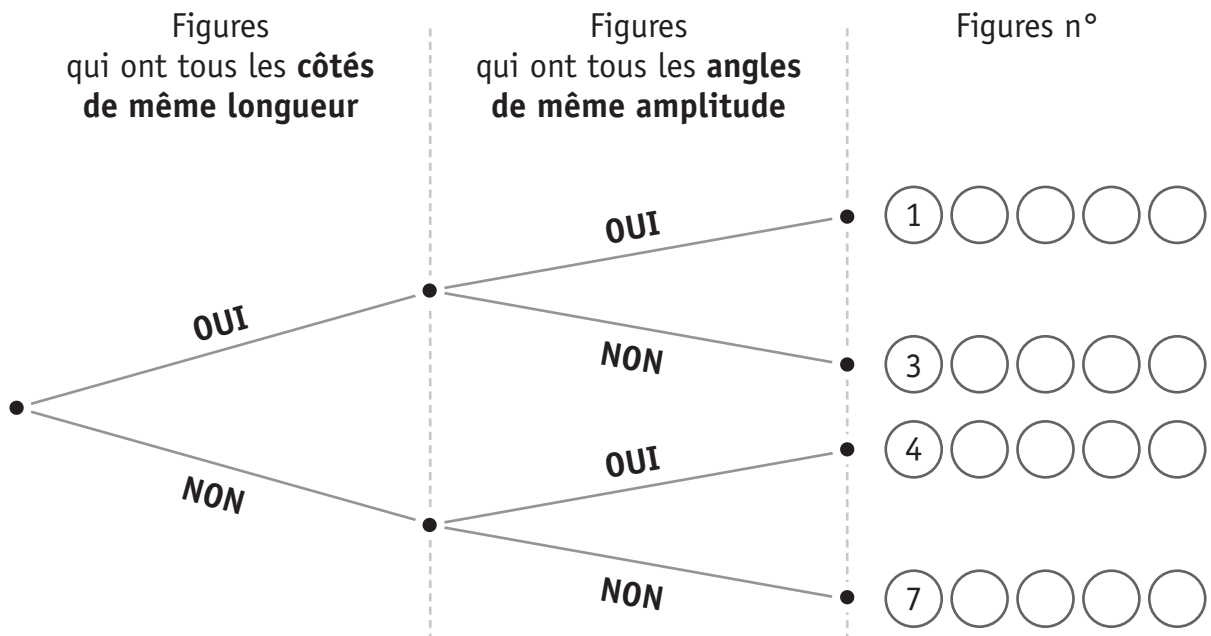 Figures
qui ont tous les côtés
de même longueur
Figures
qui ont tous les angles
de même amplitude
Figures n°
OUI
NON
OUI
NON
OUI
NON
1
3
4
7